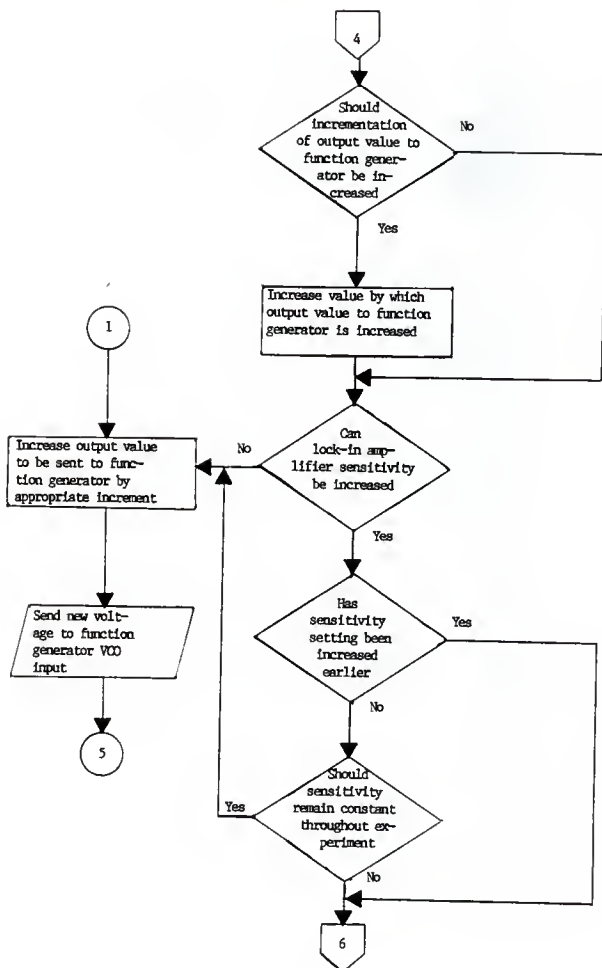 4
Should
incrementation
of output value to
function gener-
ator be in-
creased
No
Yes
Increase value by which
output value to function
generator is increased
1
Increase output value
to be sent to func-
tion generator by
appropriate increment
No
Can
lock-in amp-
lifier sensitivity
be increased
Yes
Send new volt-
age to function
generator VCO
input
Has
sensitivity
setting been
increased
earlier
Yes
No
5
Should
sensitivity
remain constant
throughout ex-
periment
Yes
No
6